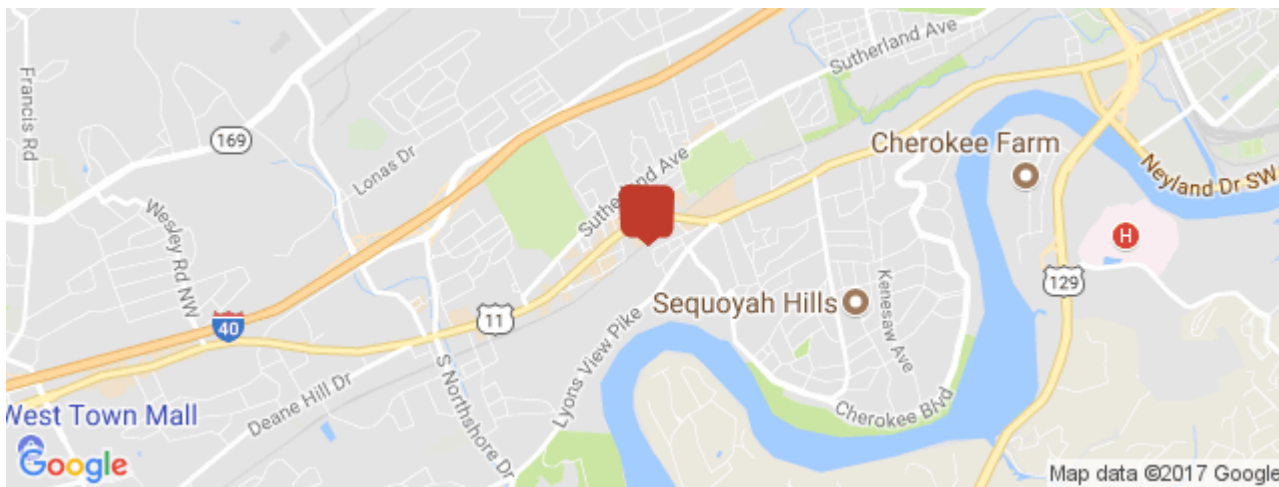 Francis Rd
169
Lonas Dr
Sutherland Ave
Cherokee Farm
Neyland Dr SW
Wesley Rd NW
H
129
Kenesaw Ave
Sequoyah Hills
40
11
Lyons View Pike
S Northshore Dr
Deane Hill Dr
Cherokee Blvd
West Town Mall
Google
Map data ©2017 Google